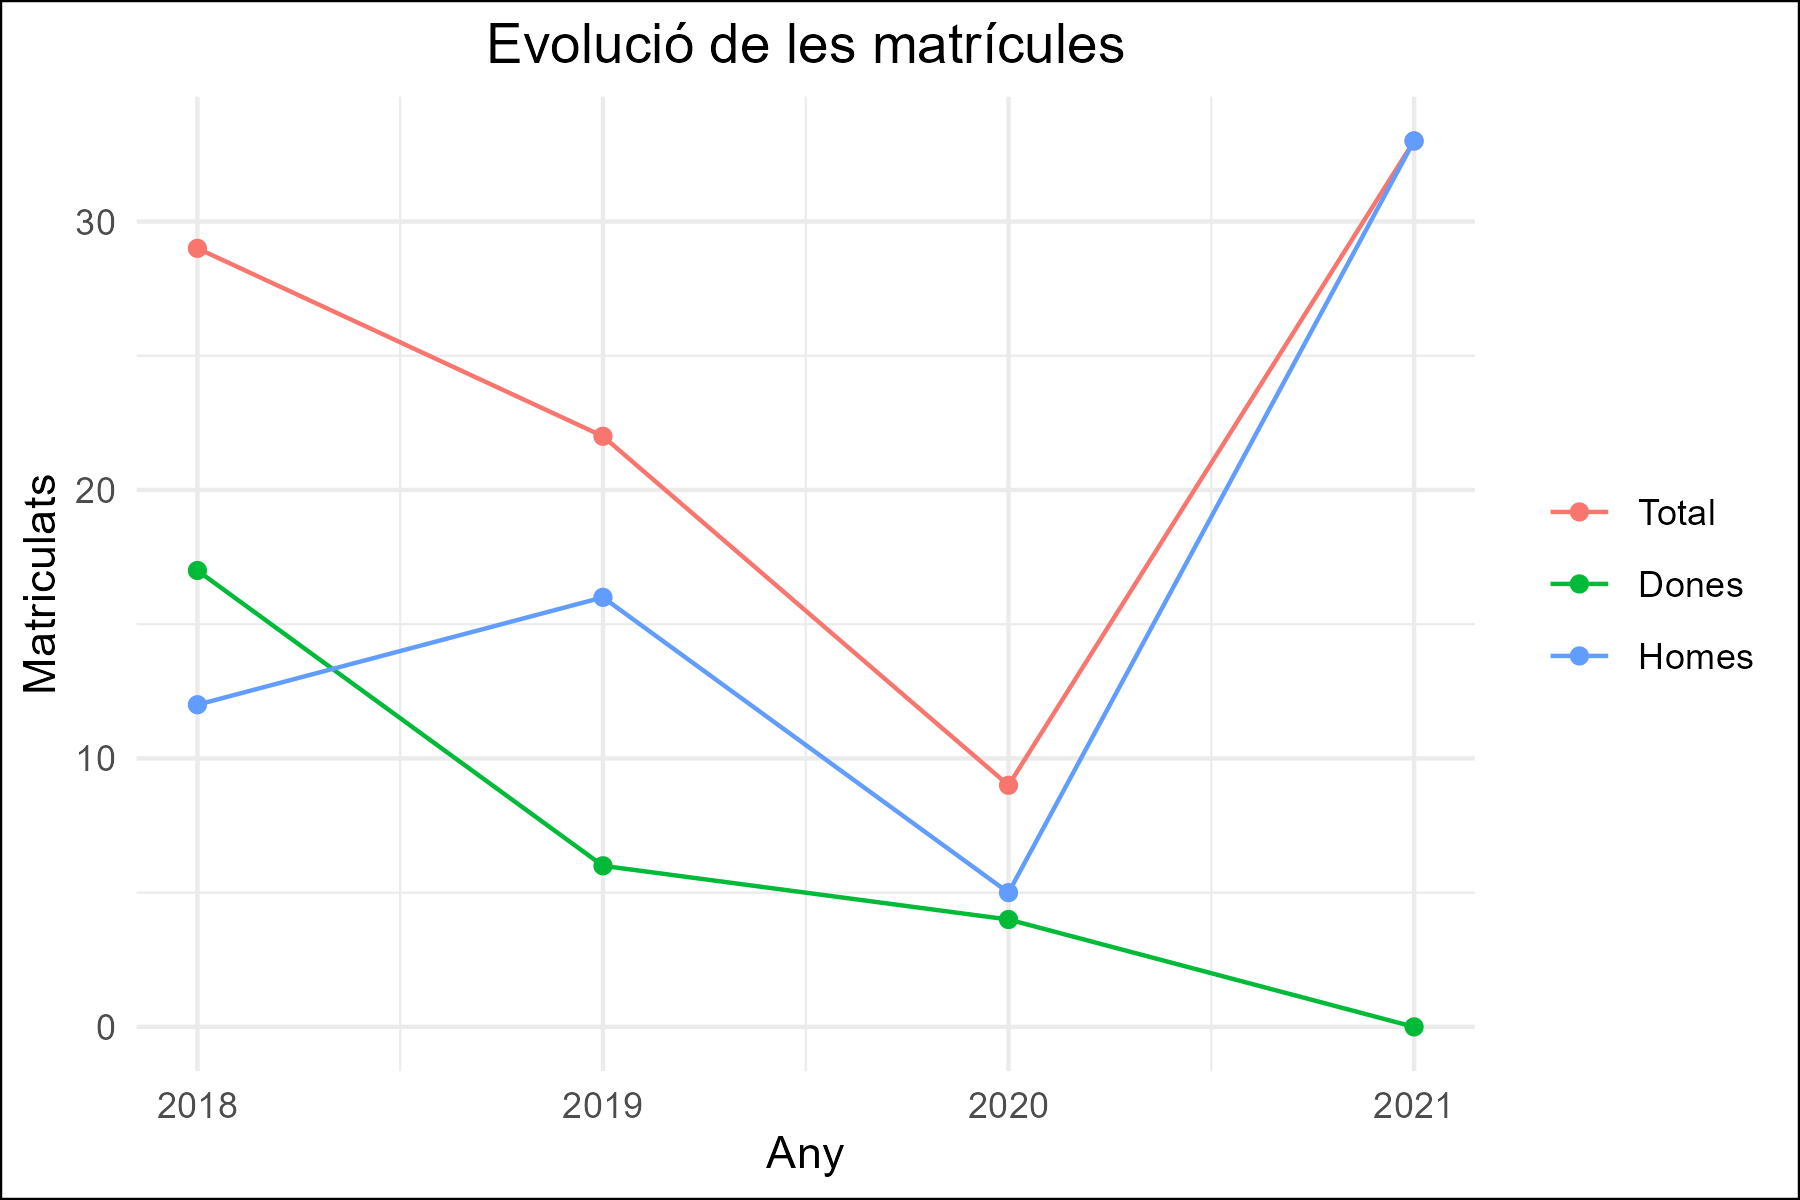 Evolució de les matrícules
Matriculats
30
20
10
0
2018
2019
2020
2021
Any
Total
Dones
Homes